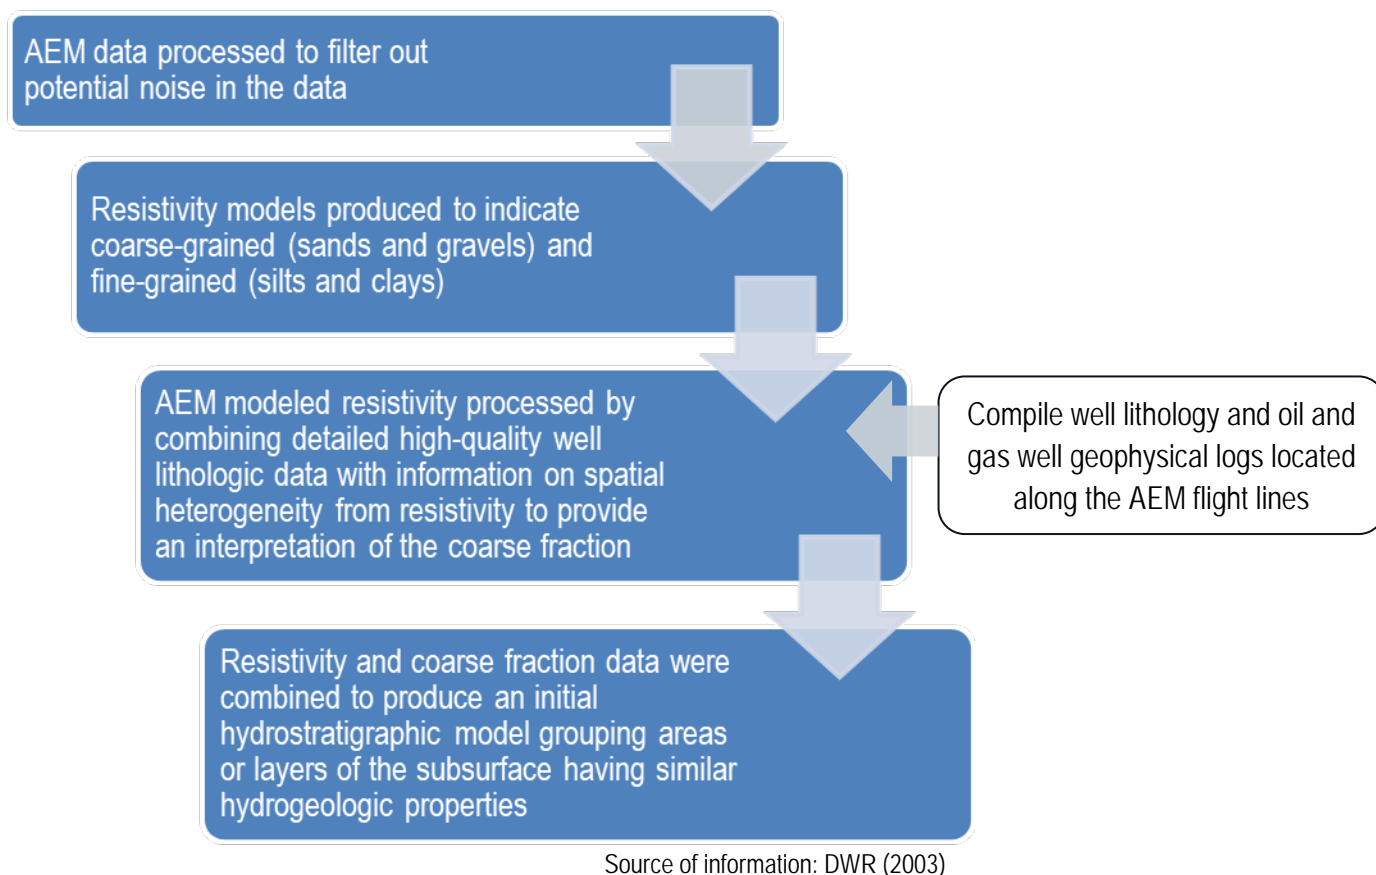 AEM data processed to filter out
potential noise in the data
Resistivity models produced to indicate
coarse-grained (sands and gravels) and
fine-grained (silts and clays)
AEM modeled resistivity processed by
combining detailed high-quality well
lithologic data with information on spatial
heterogeneity from resistivity to provide
an interpretation of the coarse fraction
Compile well lithology and oil and
gas well geophysical logs located
along the AEM flight lines
Resistivity and coarse fraction data were
combined to produce an initial
hydrostratigraphic model grouping areas
or layers of the subsurface having similar
hydrogeologic properties
Source of information: DWR (2003)